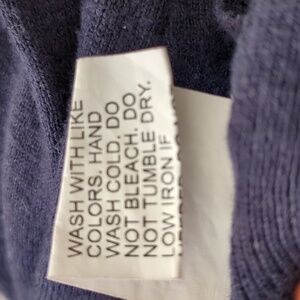 WASH WITH LIKE
COLORS. HAND
WASH COLD. DO
NOT BLEACH. DO
NOT TUMBLE DRY.
LOW IRON IF